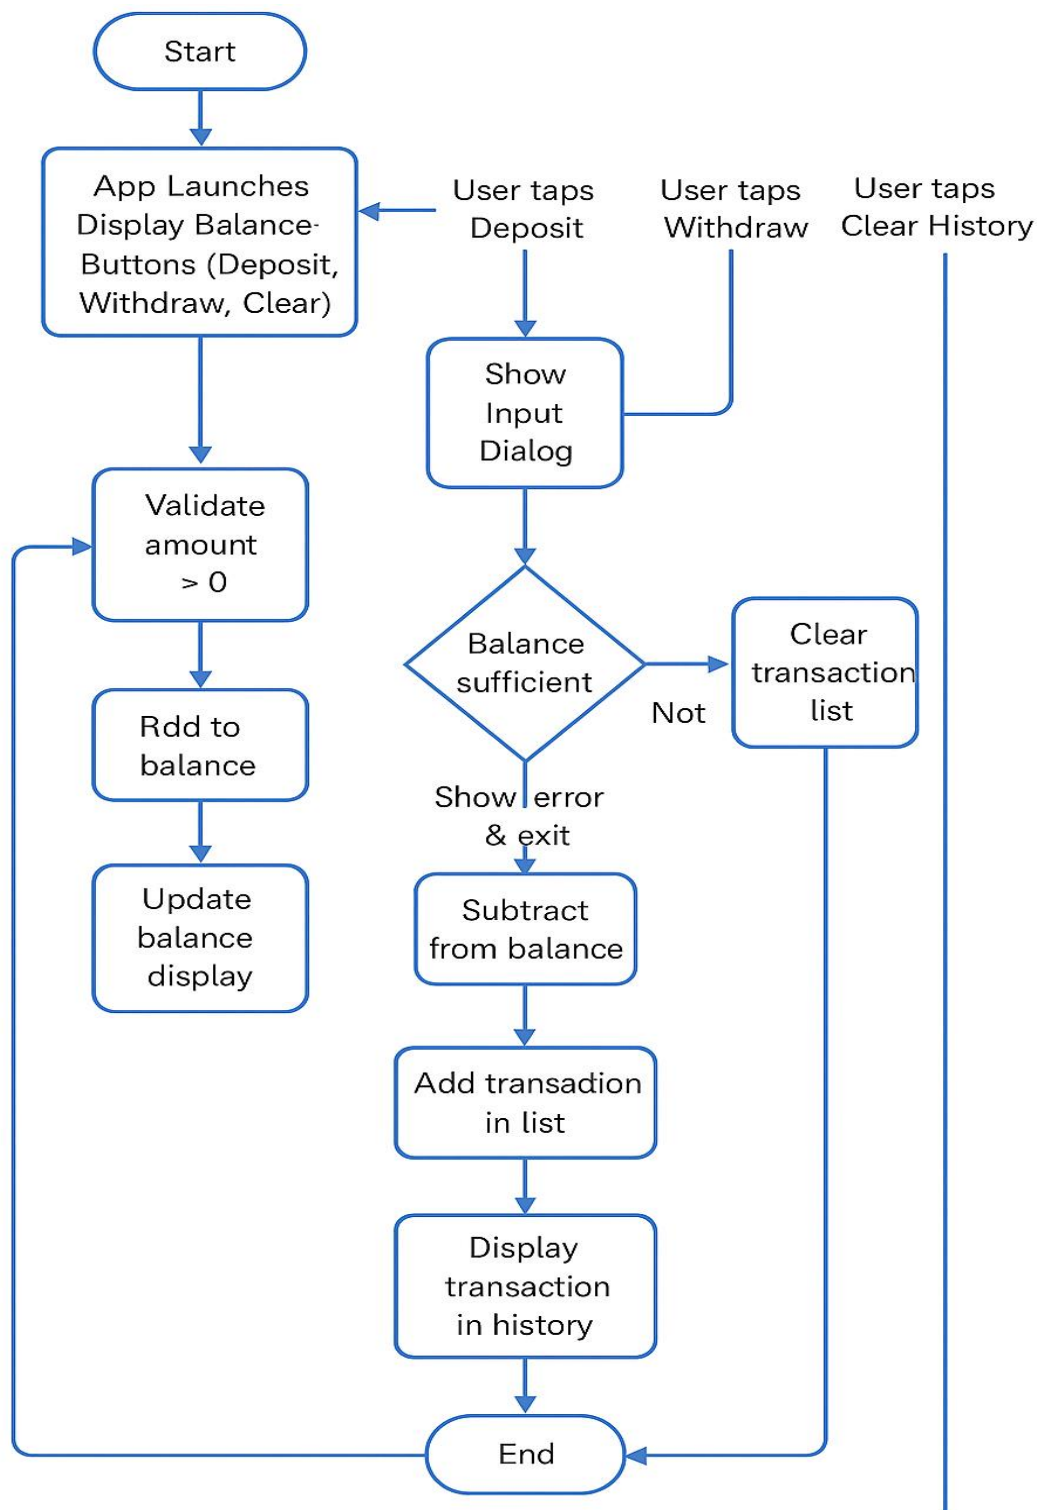 Start
App Launches
Display Balance-
Buttons (Deposit,
Withdraw, Clear)
User taps
Deposit
User taps
Withdraw
User taps
Clear History
Show
Input
Dialog
Validate
amount
> 0
Balance
sufficient
Not
Clear
transaction
list
Rdd to
balance
Show error
& exit
Update
balance
display
Subtract
from balance
Add transadion
in list
Display
transaction
in history
End